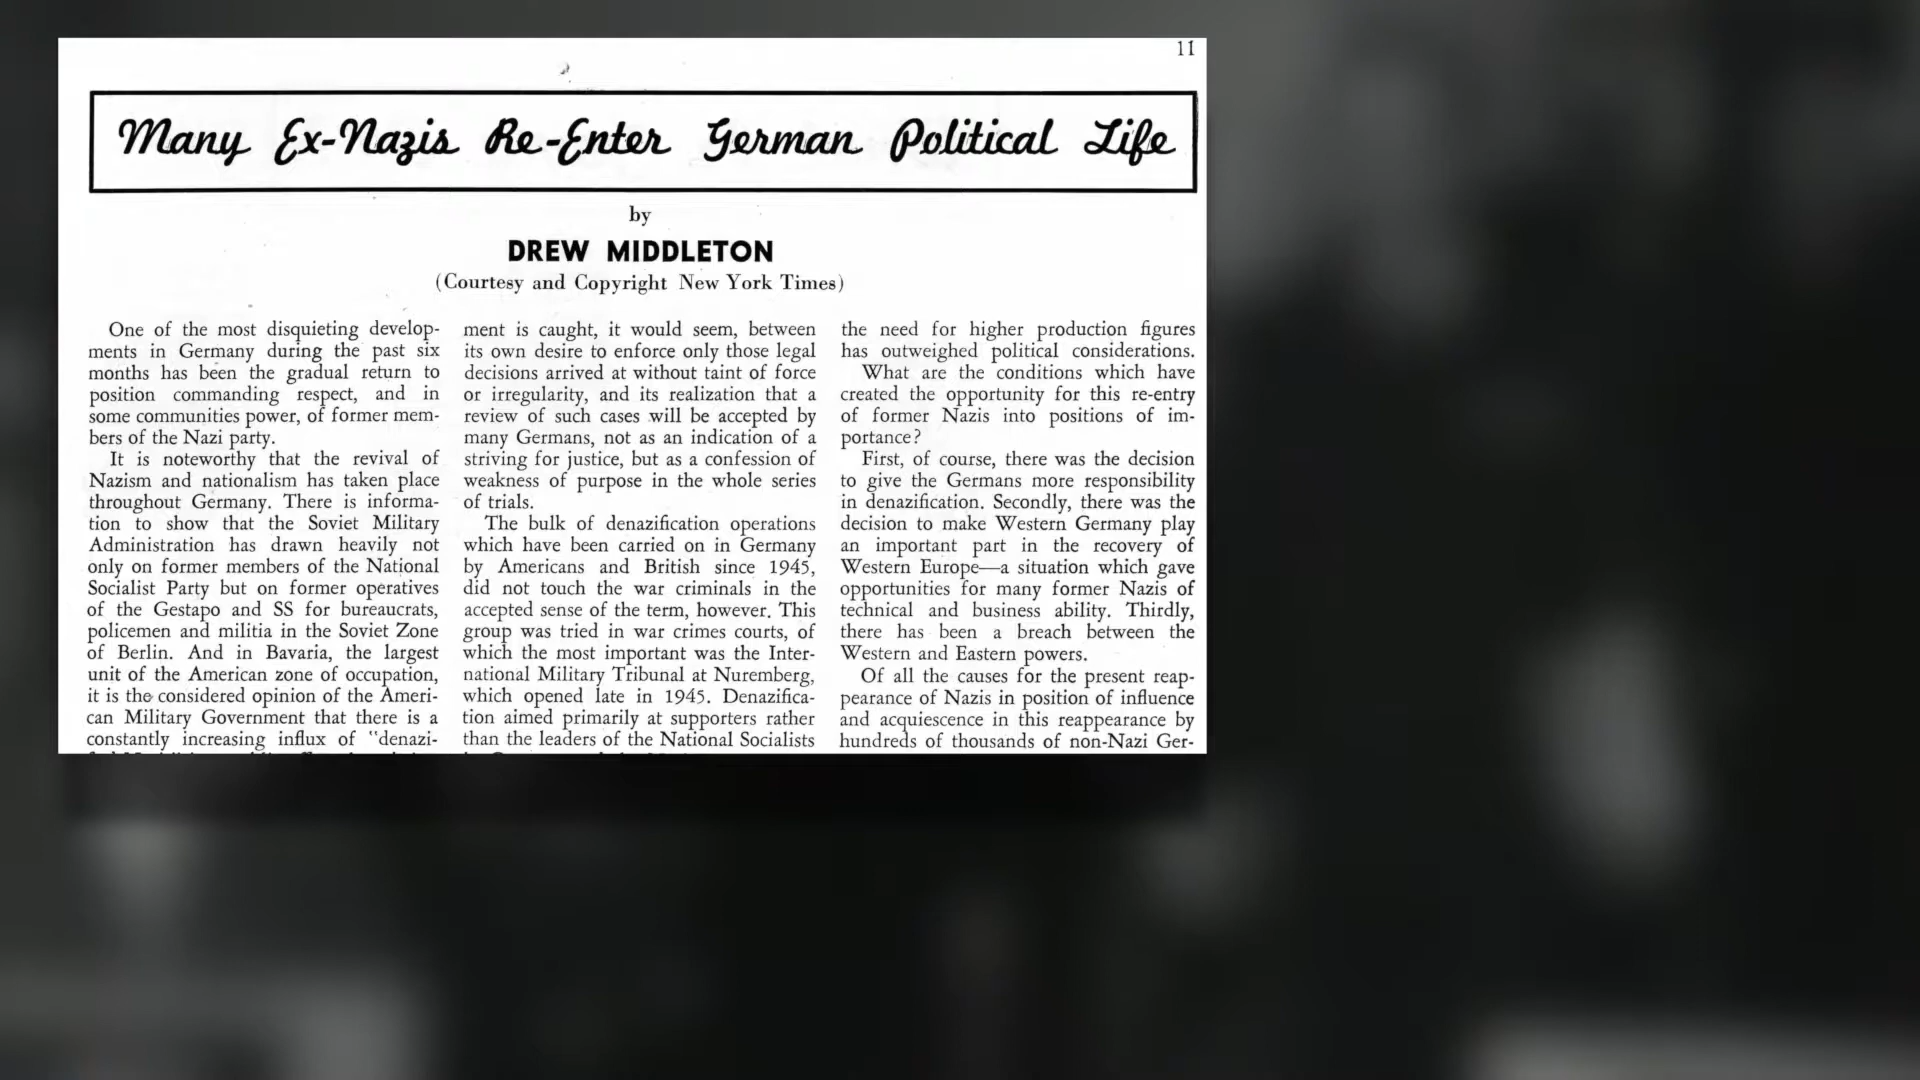 11
Many Ex-Nazis Re-Enter German Political Life
by
DREW MIDDLETON
(Courtesy and Copyright New York Times)
One of the most disquieting develop-
ments in Germany during the past six
months has been the gradual return to
position commanding respect, and in
some communities power, of former mem-
bers of the Nazi party.
It is noteworthy that the revival of
Nazism and nationalism has taken place
throughout Germany. There is informa-
tion to show that the Soviet Military
Administration has drawn heavily not
only on former members of the National
Socialist Party but on former operatives
of the Gestapo and SS for bureaucrats,
policemen and militia in the Soviet Zone
of Berlin. And in Bavaria, the largest
unit of the American zone of occupation,
it is the considered opinion of the Ameri-
can Military Government that there is a
constantly increasing influx of "denazi-
ment is caught, it would seem, between
its own desire to enforce only those legal
decisions arrived at without taint of force
or irregularity, and its realization that a
review of such cases will be accepted by
many Germans, not as an indication of a
striving for justice, but as a confession of
weakness of purpose in the whole series
of trials.
The bulk of denazification operations
which have been carried on in Germany
by Americans and British since 1945,
did not touch the war criminals in the
accepted sense of the term, however. This
group was tried in war crimes courts, of
which the most important was the Inter-
national Military Tribunal at Nuremberg,
which opened late in 1945. Denazifica-
tion aimed primarily at supporters rather
than the leaders of the National Socialists
the need for higher production figures
has outweighed political considerations.
What are the conditions which have
created the opportunity for this re-entry
of former Nazis into positions of im-
portance?
First, of course, there was the decision
to give the Germans more responsibility
in denazification. Secondly, there was the
decision to make Western Germany play
an important part in the recovery of
Western Europe—a situation which gave
opportunities for many former Nazis of
technical and business ability. Thirdly,
there has been a breach between the
Western and Eastern powers.
Of all the causes for the present reap-
pearance of Nazis in position of influence
and acquiescence in this reappearance by
hundreds of thousands of non-Nazi Ger-